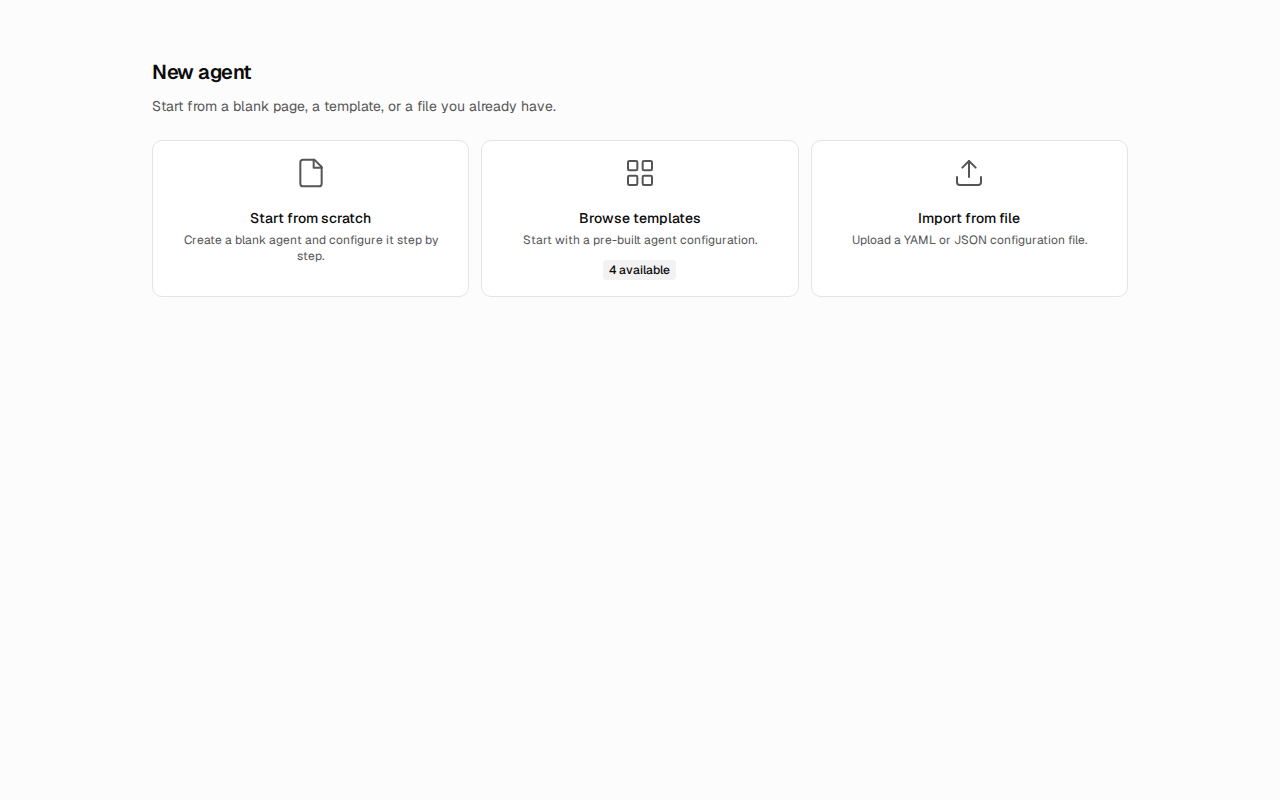 New agent
Start from a blank page, a template, or a file you already have.
Start from scratch
Create a blank agent and configure it step by
step.
Browse templates
Start with a pre-built agent configuration.
4 available
Import from file
Upload a YAML or JSON configuration file.